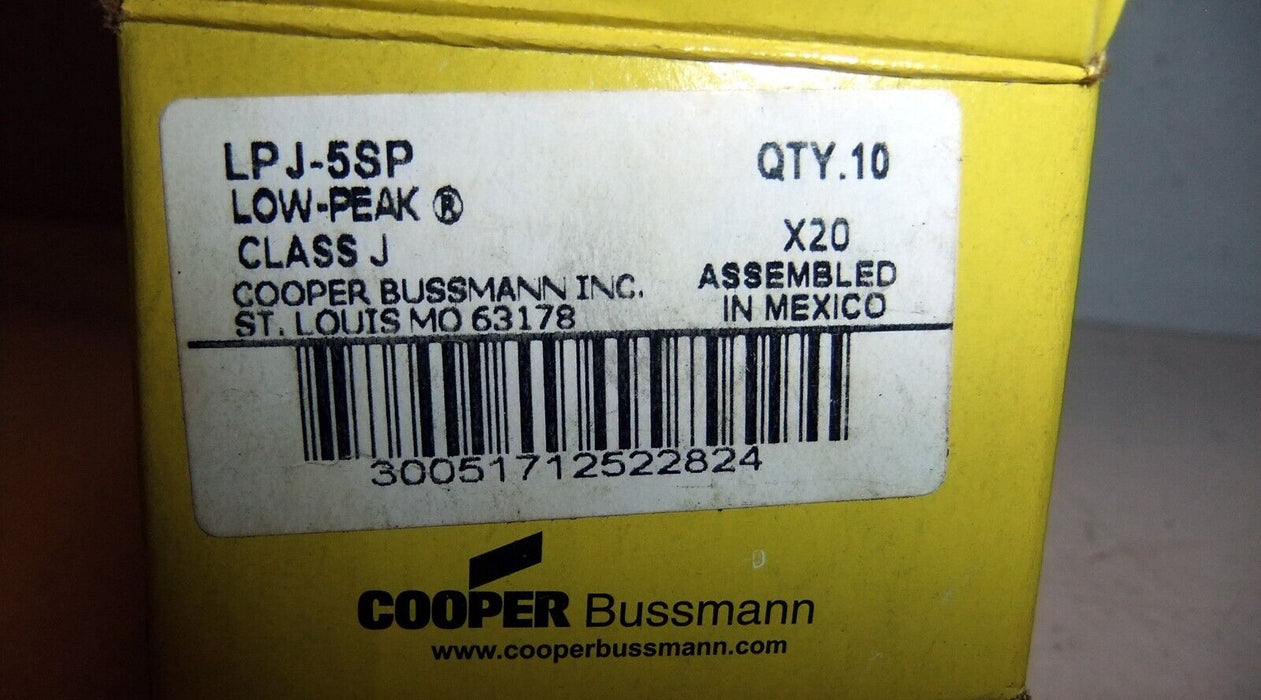 LPJ-5SP QTY.10
LOW-PEAK ®
CLASS J X20
COOPER BUSSMANN INC. ASSEMBLED
ST. LOUIS MO 63178 IN MEXICO
30051712522824
D
COOPER Bussmann
www.cooperbussmann.com